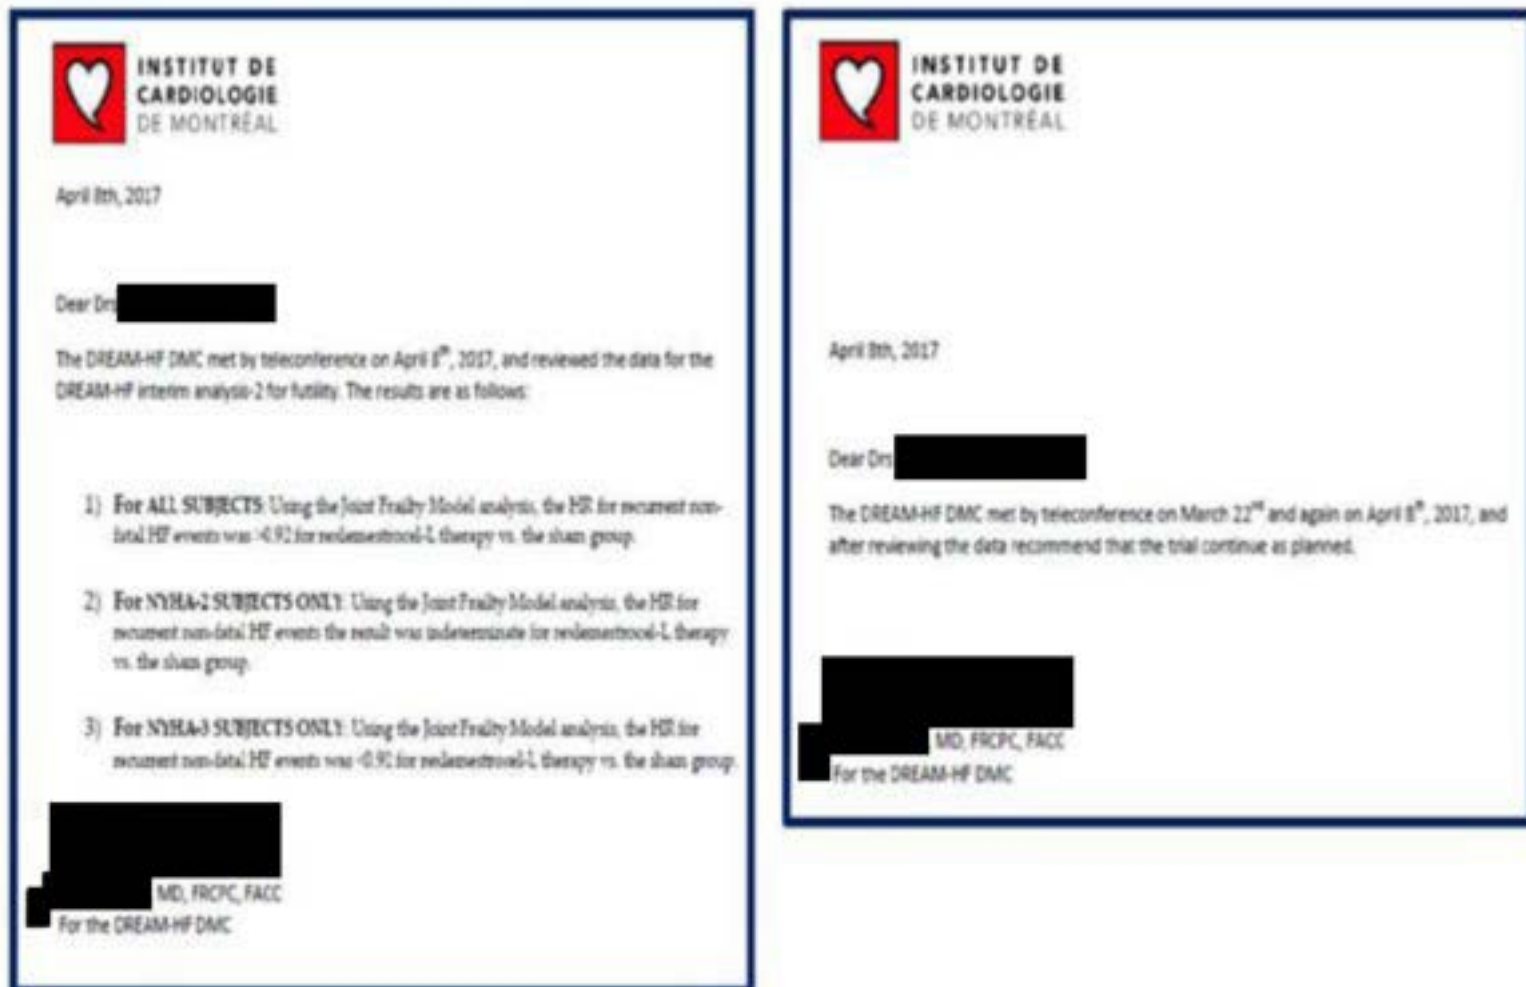 INSTITUT DE
CARDIOLOGIE
DE MONTRÉAL
April 8th, 2017
Dear Drs
The DREAM-HF DMC met by teleconference on April 8th, 2017, and reviewed the data for the
DREAM-HF interim analysis-2 for futility. The results are as follows:
1) For ALL SUBJECTS: Using the Joint Frailty Model analysis, the HR for recurrent non-
fatal HF events was 0.92 for rexlemestrocel-L therapy vs. the sham group.
2) For NYHA-2 SUBJECTS ONLY: Using the Joint Frailty Model analysis, the HR for
recurrent non-fatal HF events the result was indeterminate for rexlemestrocel-L therapy
vs. the sham group.
3) For NYHA-3 SUBJECTS ONLY: Using the Joint Frailty Model analysis, the HR for
recurrent non-fatal HF events was for rexlemestrocel-L therapy vs. the sham group.
MD, FRCPC, FACC
For the DREAM-HF DMC
INSTITUT DE
CARDIOLOGIE
DE MONTRÉAL
April 8th, 2017
Dear Drs
The DREAM-HF DMC met by teleconference on March 22nd and again on April 8th, 2017, and
after reviewing the data recommend that the trial continue as planned.
MD, FRCPC, FACC
For the DREAM-HF DMC